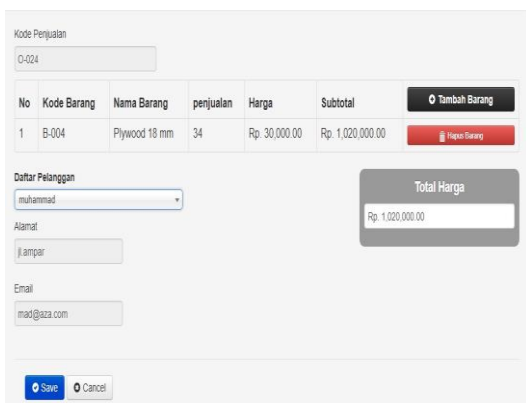 Kode Penjualan
O-024
No Kode Barang Nama Barang penjualan Harga Subtotal Tambah Barang
1 B-004 Plywood 18 mm 34 Rp. 30,000.00 Rp. 1,020,000.00 Hapus Barang
Daftar Pelanggan
muhammad
Total Harga
Rp. 1,020,000.00
Alamat
jl.ampar
Email
mad@aza.com
Save Cancel